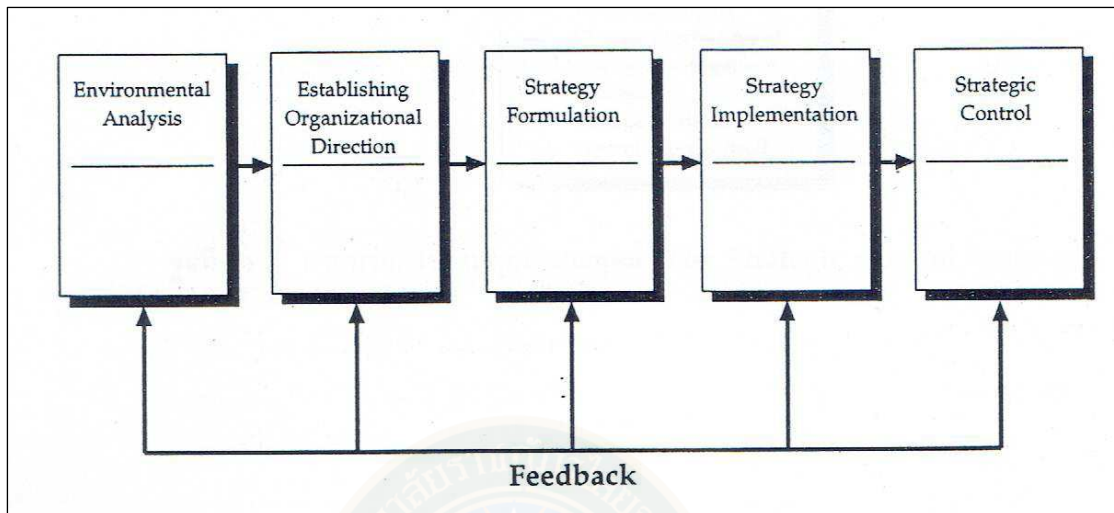 Environmental
Analysis
Establishing
Organizational
Direction
Strategy
Formulation
Strategy
Implementation
Strategic
Control
Feedback